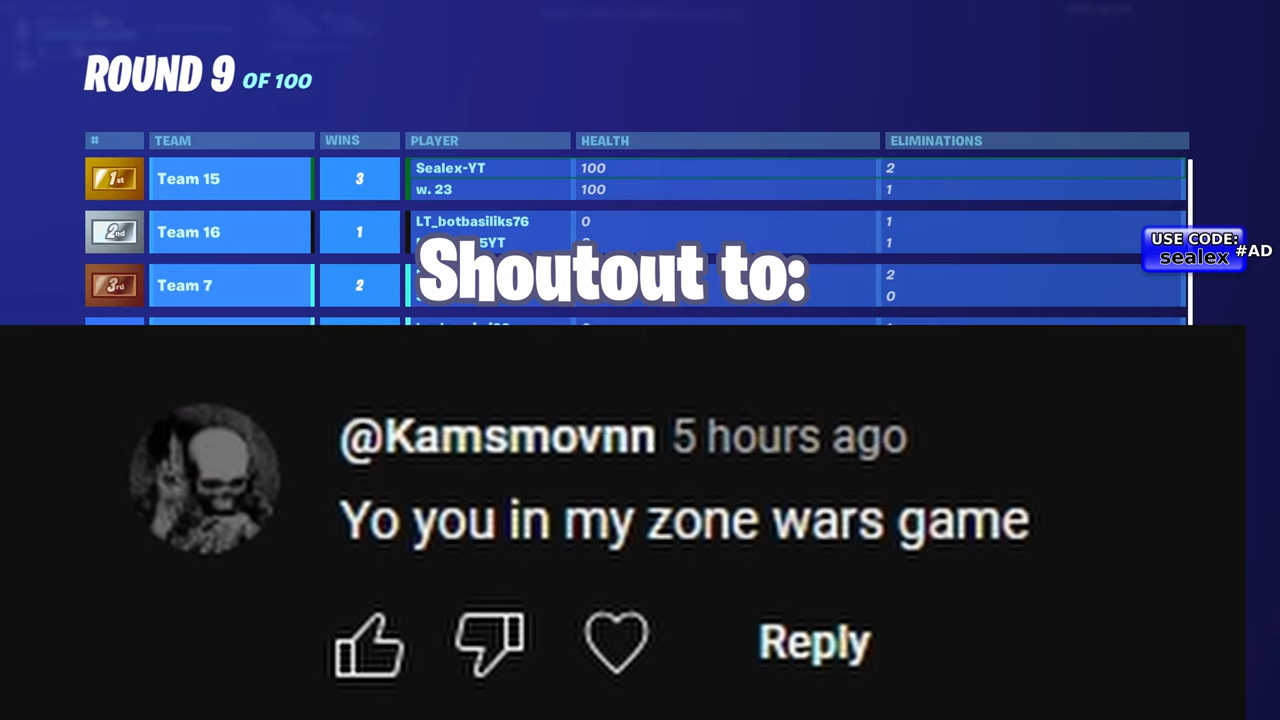 ROUND 9 OF 100
# TEAM WINS PLAYER HEALTH ELIMINATIONS
1st Team 15 3 Sealex-YT 100 2
w. 23 100 1
2nd Team 16 1 LT_botbasiliks76 0 1
5YT 1
3rd Team 7 2 2
0
USE CODE:
sealex #AD
Shoutout to:
@Kamsmovnn 5 hours ago
Yo you in my zone wars game
Reply